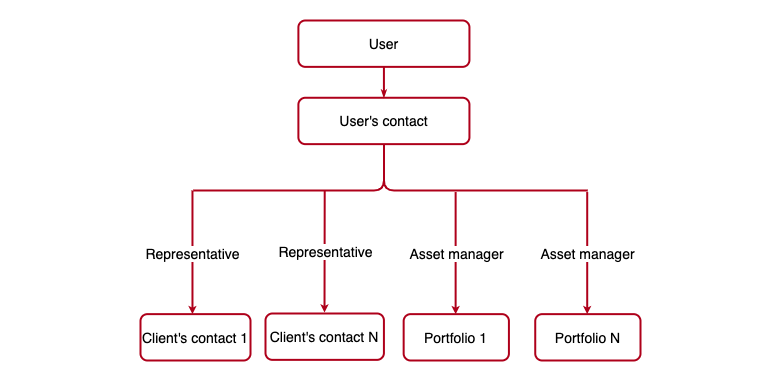 User
User's contact
Representative
Representative
Asset manager
Asset manager
Client's contact 1
Client's contact N
Portfolio 1
Portfolio N